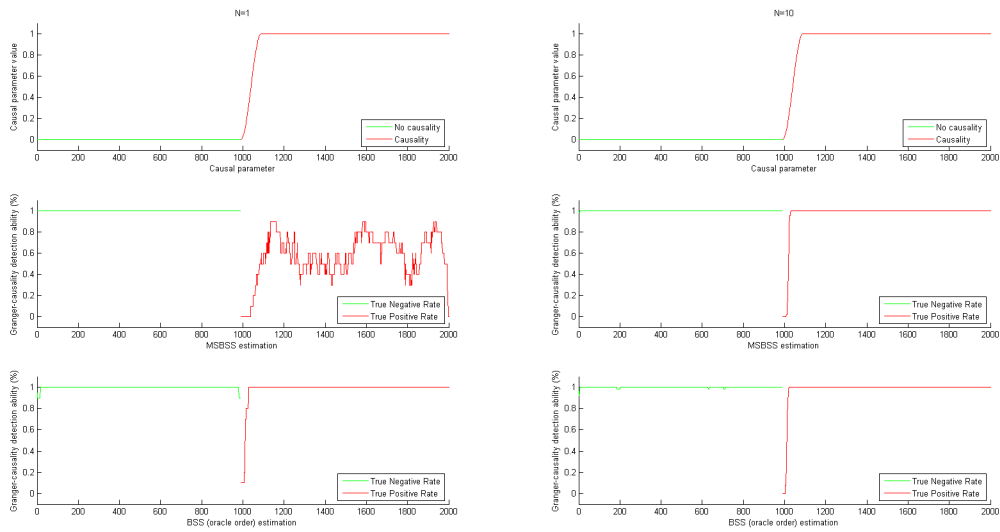 N=1
Causal parameter value
1
0.8
0.6
0.4
0.2
0
No causality
Causality
0 200 400 600 800 1000 1200 1400 1600 1800 2000
Causal parameter
Granger-causality detection ability (%)
1
0.8
0.6
0.4
0.2
0
True Negative Rate
True Positive Rate
0 200 400 600 800 1000 1200 1400 1600 1800 2000
MSBSS estimation
Granger-causality detection ability (%)
1
0.8
0.6
0.4
0.2
0
True Negative Rate
True Positive Rate
0 200 400 600 800 1000 1200 1400 1600 1800 2000
BSS (oracle order) estimation
N=10
Causal parameter value
1
0.8
0.6
0.4
0.2
0
No causality
Causality
0 200 400 600 800 1000 1200 1400 1600 1800 2000
Causal parameter
Granger-causality detection ability (%)
1
0.8
0.6
0.4
0.2
0
True Negative Rate
True Positive Rate
0 200 400 600 800 1000 1200 1400 1600 1800 2000
MSBSS estimation
Granger-causality detection ability (%)
1
0.8
0.6
0.4
0.2
0
True Negative Rate
True Positive Rate
0 200 400 600 800 1000 1200 1400 1600 1800 2000
BSS (oracle order) estimation